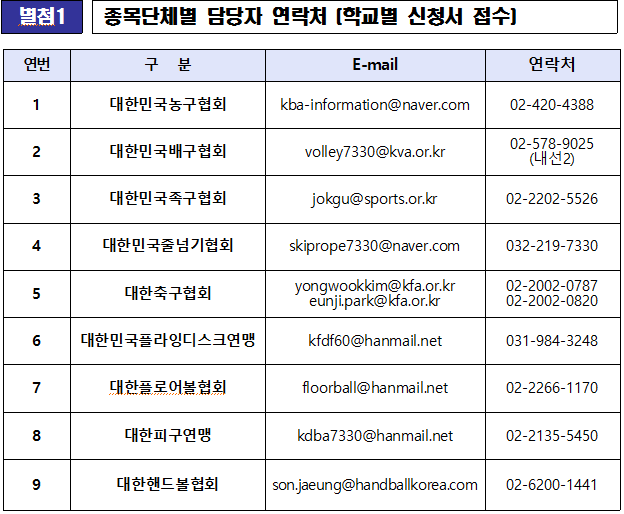 별첨1 종목단체별 담당자 연락처 (학교별 신청서 접수)
연번 구 분 E-mail 연락처
1 대한민국농구협회 kba-information@naver.com 02-420-4388
2 대한민국배구협회 volley7330@kva.or.kr 02-578-9025
(내선2)
3 대한민국족구협회 jokgu@sports.or.kr 02-2202-5526
4 대한민국줄넘기협회 skiprope7330@naver.com 032-219-7330
5 대한축구협회 yongwookkim@kfa.or.kr 02-2002-0787
eunji.park@kfa.or.kr 02-2002-0820
6 대한민국플라잉디스크연맹 kfdf60@hanmail.net 031-984-3248
7 대한플로어볼협회 floorball@hanmail.net 02-2266-1170
8 대한피구연맹 kdba7330@hanmail.net 02-2135-5450
9 대한핸드볼협회 son.jaeung@handballkorea.com 02-6200-1441